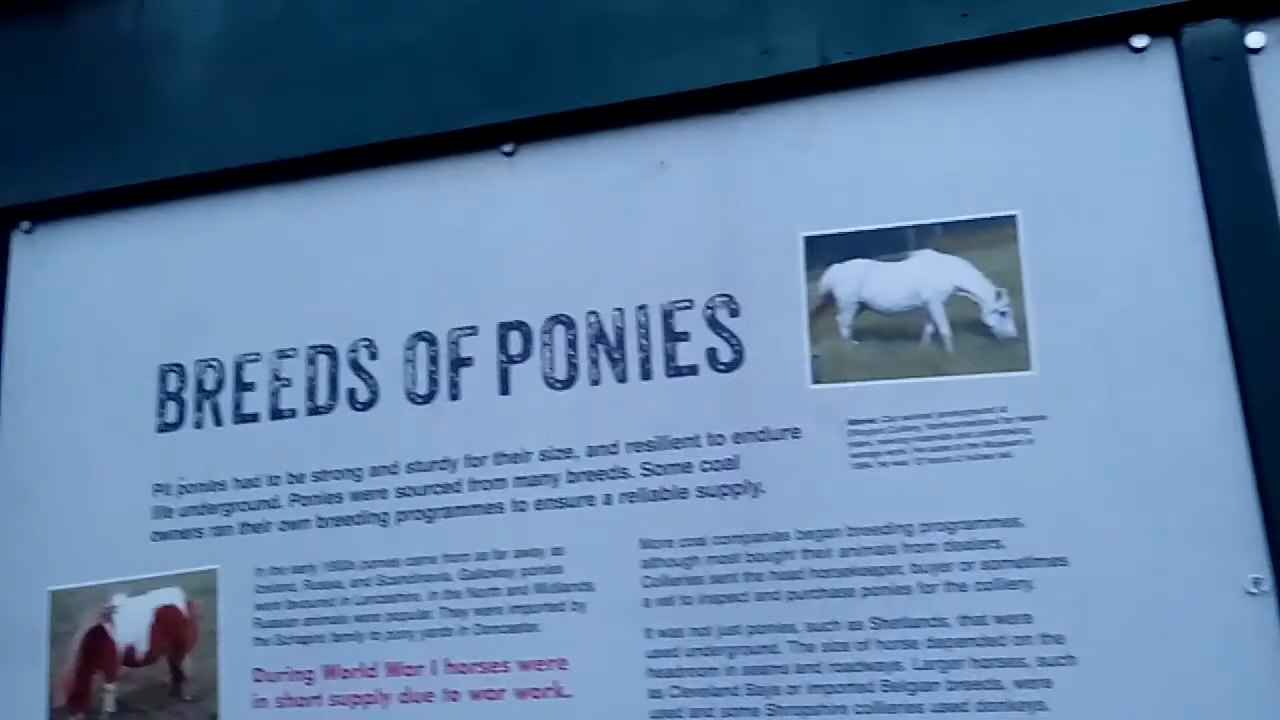 BREEDS OF PONIES
Pit ponies had to be strong and sturdy for their size, and resilient to endure
life underground. Ponies were sourced from many breeds. Some coal
owners ran their own breeding programmes to ensure a reliable supply.
In the early 1900s ponies came from as far away as
Iceland, Russia, and Scandinavia. Galloway ponies
were favoured in Lancashire. In the North and Midlands
Russian animals were popular. They were imported by
the family to pony yards in Doncaster.
During World War I horses were
in short supply due to war work.
More coal companies began breeding programmes,
although most bought their animals from dealers.
Collieries sent the head horsekeeper, buyer or sometimes
a vet to inspect and purchase ponies for the colliery.
It was not just ponies, such as Shetlands, that were
used underground. The size of horse depended on the
headroom in seams and roadways. Larger horses, such
as Cleveland Bays or imported Belgian breeds, were
used and some Shropshire collieries used donkeys.